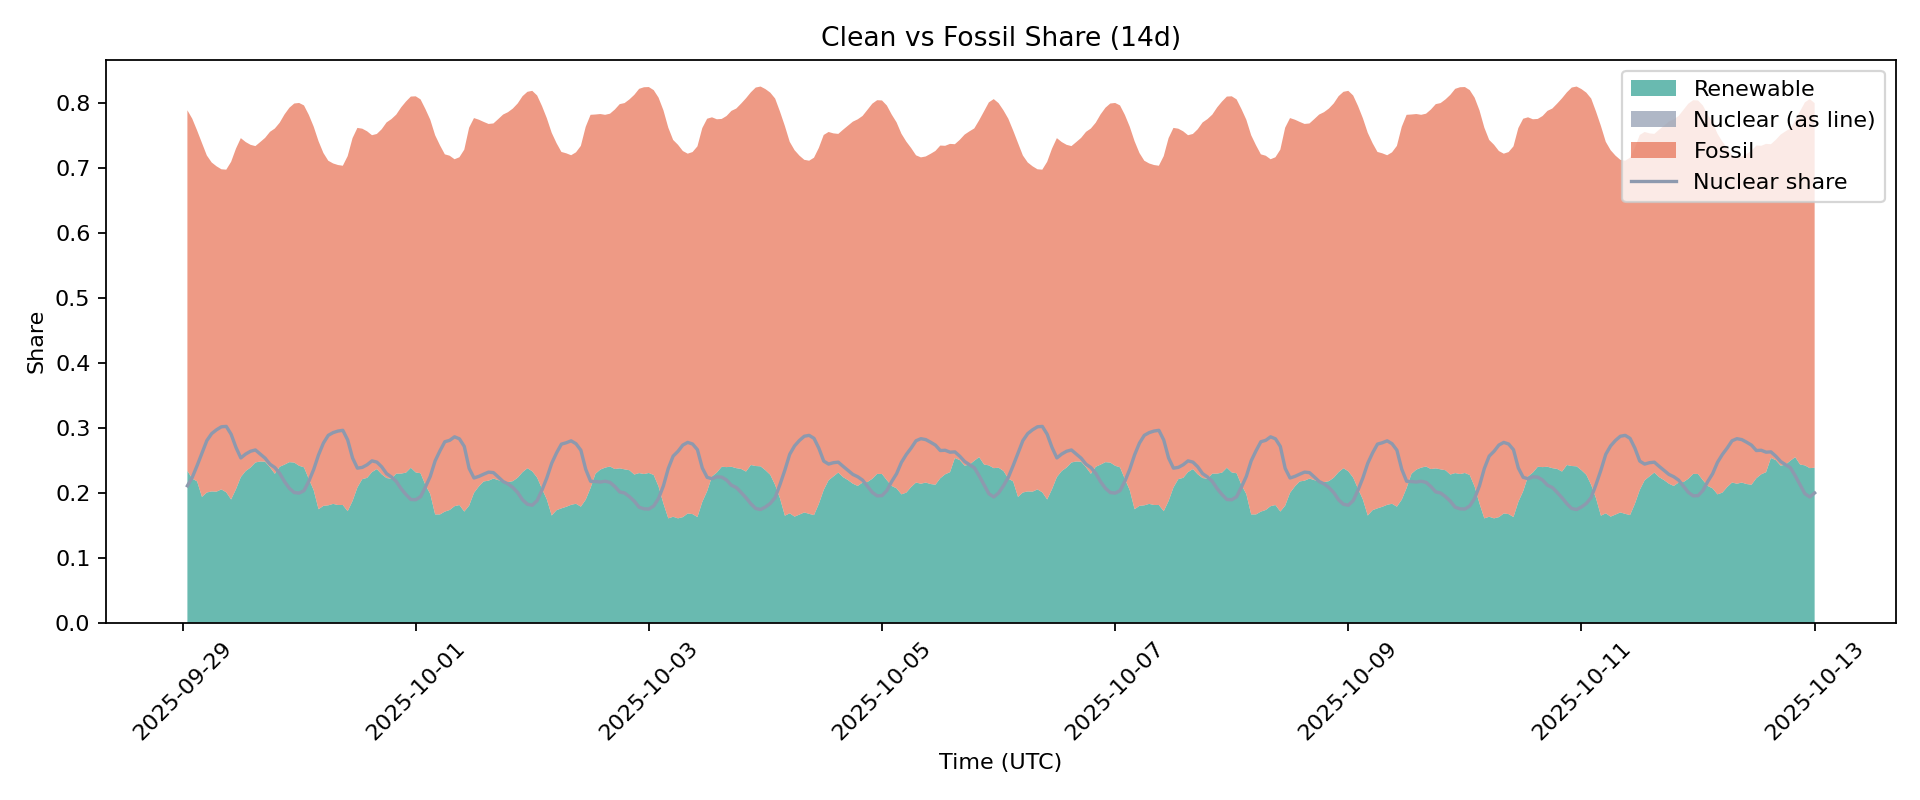 Clean vs Fossil Share (14d)
Renewable
Nuclear (as line)
Fossil
Nuclear share
Share
0.8
0.7
0.6
0.5
0.4
0.3
0.2
0.1
0.0
2025-09-29
2025-10-01
2025-10-03
2025-10-05
2025-10-07
2025-10-09
2025-10-11
2025-10-13
Time (UTC)